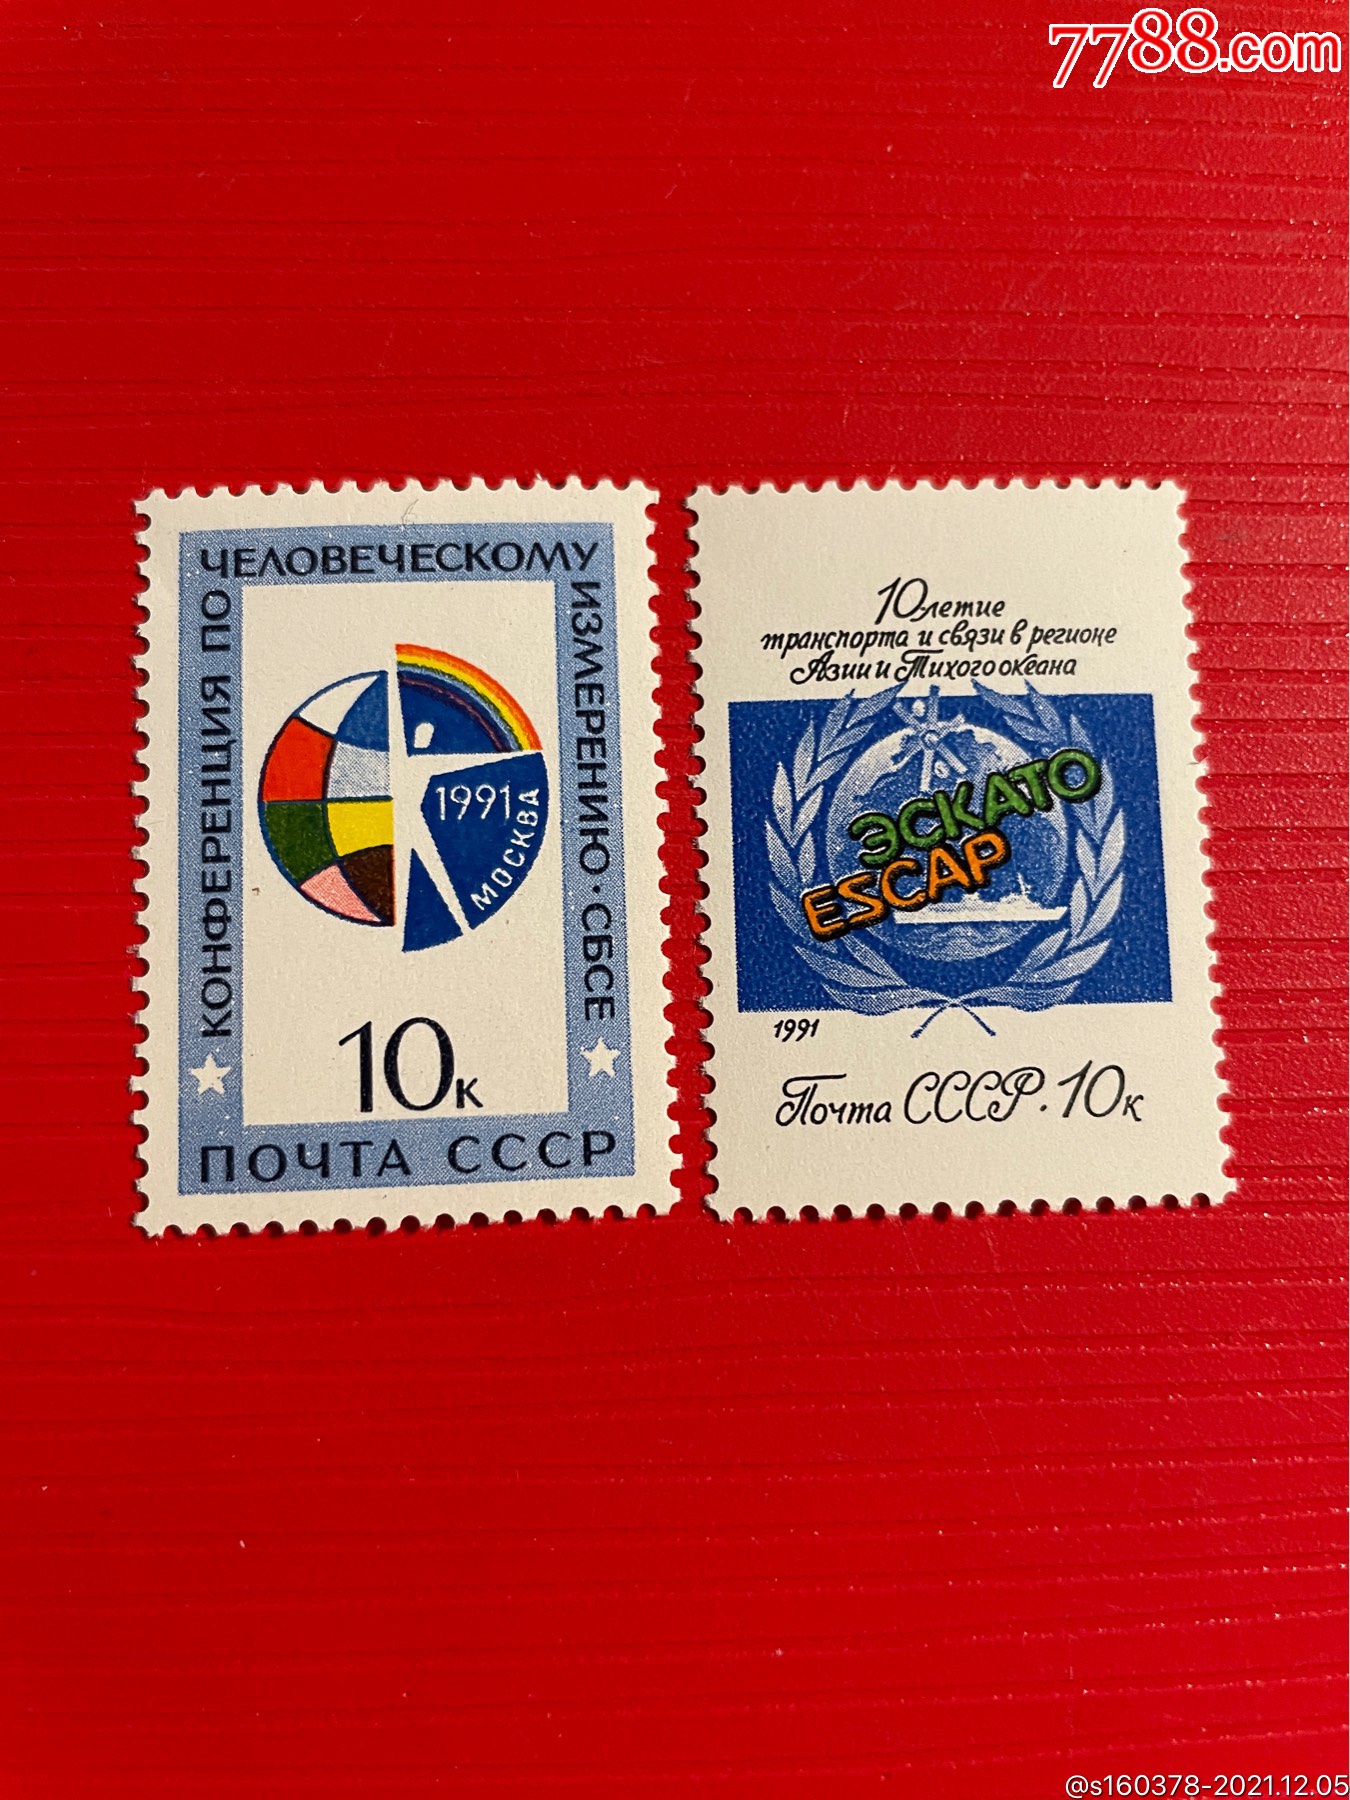 7788.com
КОНФЕРЕНЦИЯ ПО
ЧЕЛОВЕЧЕСКОМУ
ИЗМЕРЕНИЮ·СБСЕ
1991
МОСКВА
10к
ПОЧТА СССР
10летие
транспорта и связи в регионе
Азии и Тихого океана
ЭСКАТО
ESCAP
1991
Почта СССР·10к
@s160378-2021.12.05